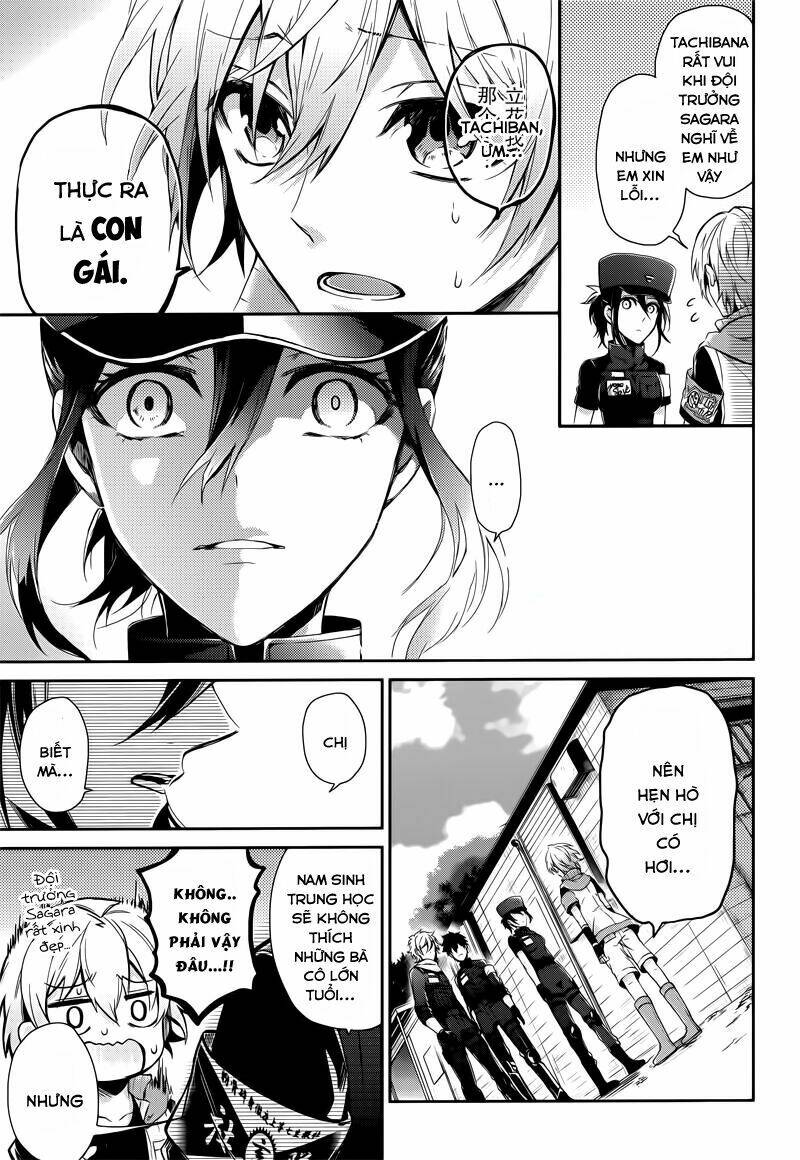 TACHIBANA
RẤT VUI
KHI ĐỘI
TRƯỞNG
SAGARA
NGHĨ VỀ
EM NHƯ
VẬY
NHƯNG
EM XIN
LỖI...
TACHIBAN,
ỪM...
THỰC RA
LÀ CON
GÁI.
...
NÊN
HẸN HÒ
VỚI CHỊ
CÓ
HƠI...
CHỊ
BIẾT
MÀ...
NAM SINH
TRUNG HỌC
SẼ KHÔNG
THÍCH
NHỮNG BÀ
CÔ LỚN
TUỔI...
KHÔNG..
KHÔNG
PHẢI VẬY
ĐÂU...!!
Đội
trưởng
Sagara
rất xinh
đẹp...
NHƯNG